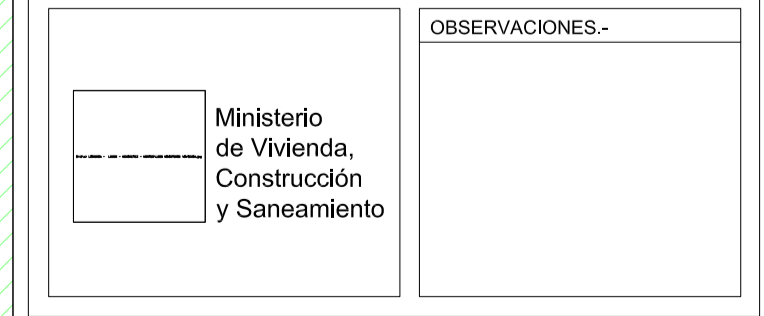 Ministerio
de Vivienda,
Construcción
y Saneamiento
OBSERVACIONES.-